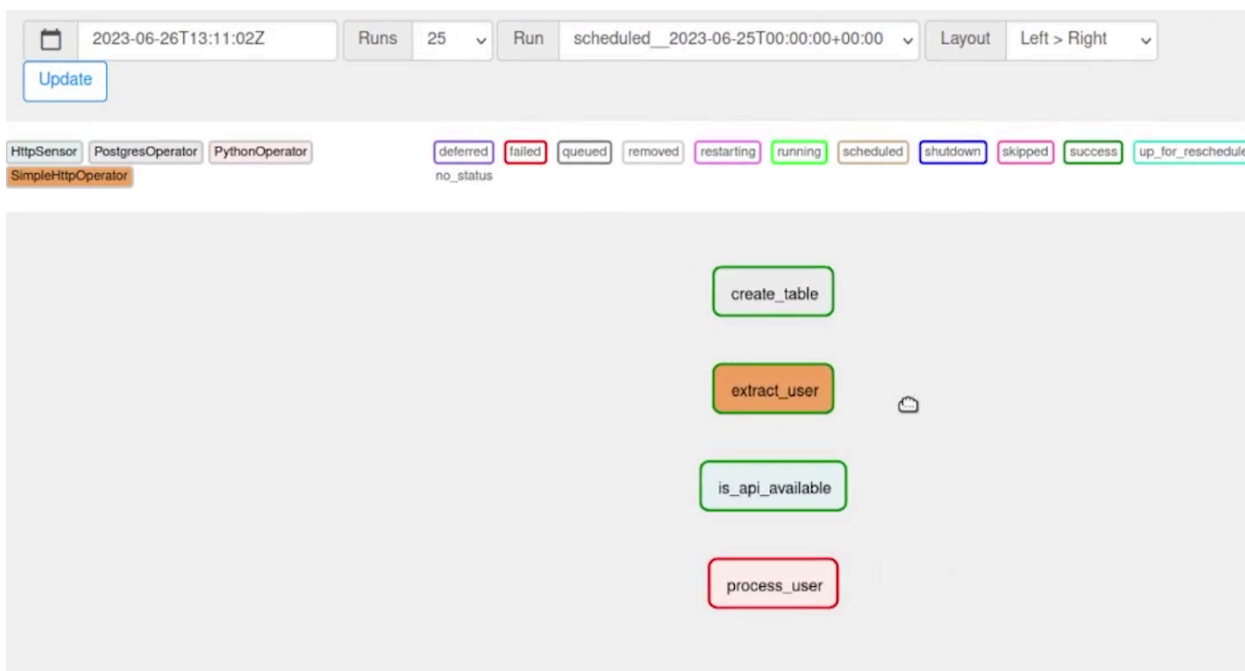 2023-06-26T13:11:02Z Runs 25 Run scheduled__2023-06-25T00:00:00+00:00 Layout Left > Right
Update
HttpSensor PostgresOperator PythonOperator deferred failed queued removed restarting running scheduled shutdown skipped success up_for_reschedule
SimpleHttpOperator no_status
create_table
extract_user
is_api_available
process_user